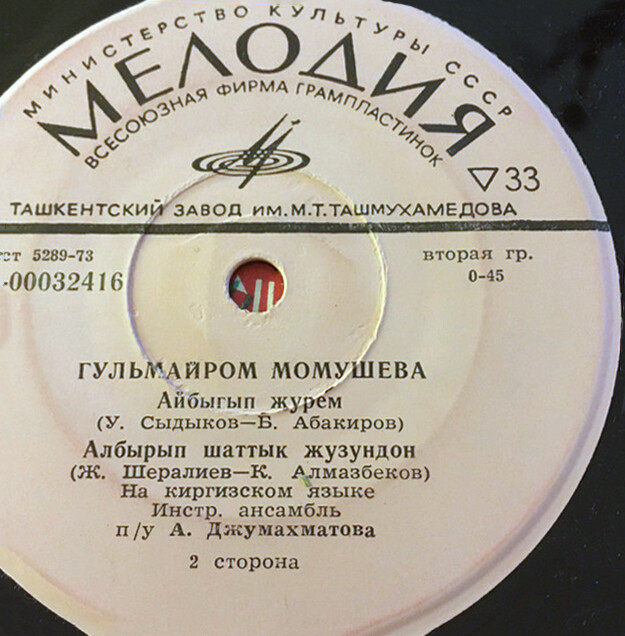 МИНИСТЕРСТВО КУЛЬТУРЫ СССР
МЕЛОДИЯ
ВСЕСОЮЗНАЯ ФИРМА ГРАМПЛАСТИНОК
33
ТАШКЕНТСКИЙ ЗАВОД ИМ. М.Т. ТАШМУХАМЕДОВА
5289-73
вторая гр.
00032416
0-45
ГУЛЬМАЙРОМ МОМУШЕВА
Айбыгып журем
(У. Сыдыков—Б. Абакиров)
Албырып шаттык жузундон
(Ж. Шералиев—К. Алмазбеков)
На киргизском языке
Инстр. ансамбль
п/у А. Джумахматова
2 сторона